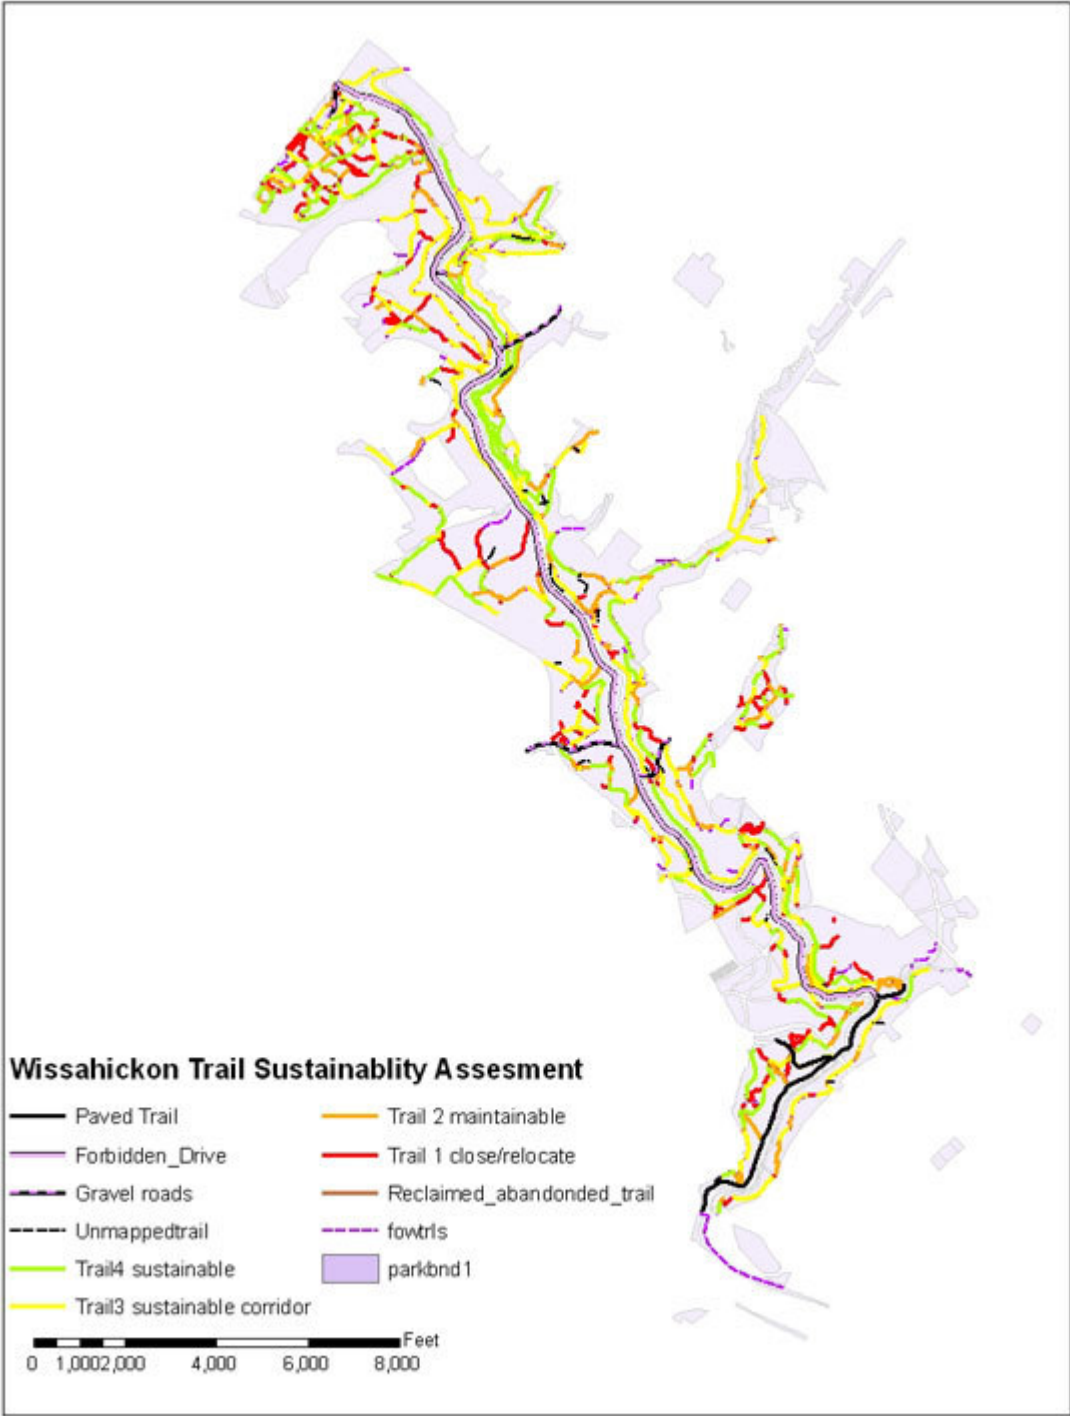 Wissahickon Trail Sustainablity Assesment
Paved Trail
Forbidden_Drive
Gravel roads
Unmappedtrail
Trail4 sustainable
Trail3 sustainable corridor
Trail 2 maintainable
Trail 1 close/relocate
Reclaimed_abandonded_trail
fowtrls
parkbnd1
Feet
0 1,0002,000 4,000 6,000 8,000